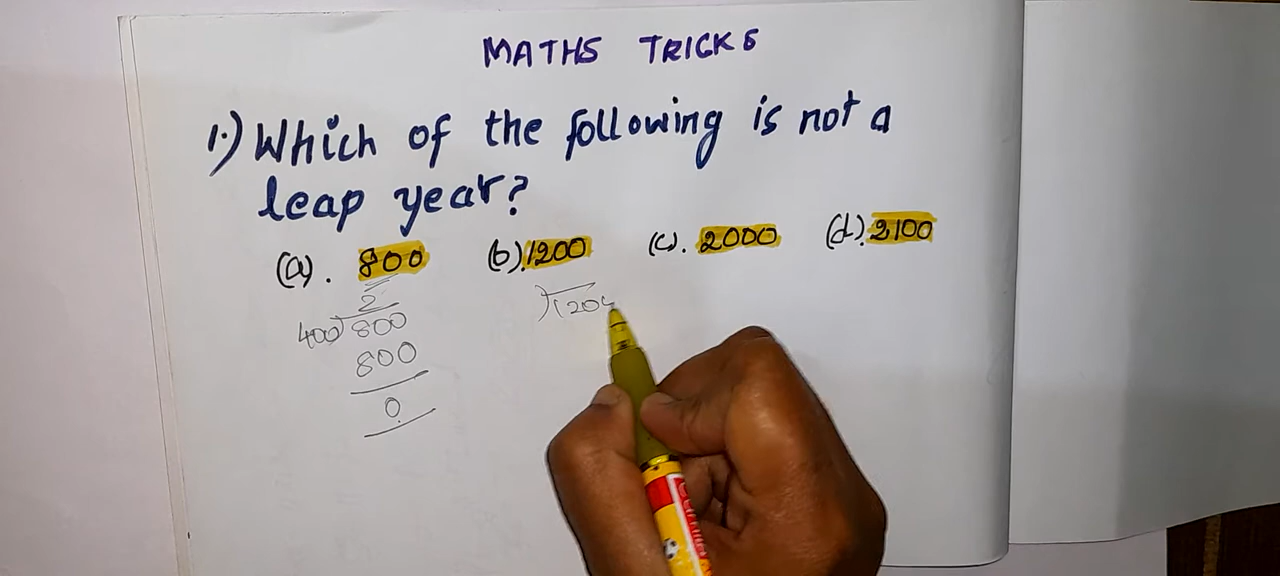 MATHS TRICKS
1.) Which of the following is not a
leap year?
(a). 800 (b). 1200 (c). 2000 (d). 2100
2
400)800 )120
800
0